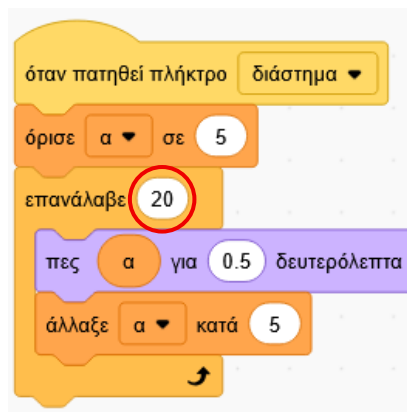 όταν πατηθεί πλήκτρο διάστημα
όρισε α σε 5
επανάλαβε 20
πες α για 0.5 δευτερόλεπτα
άλλαξε α κατά 5